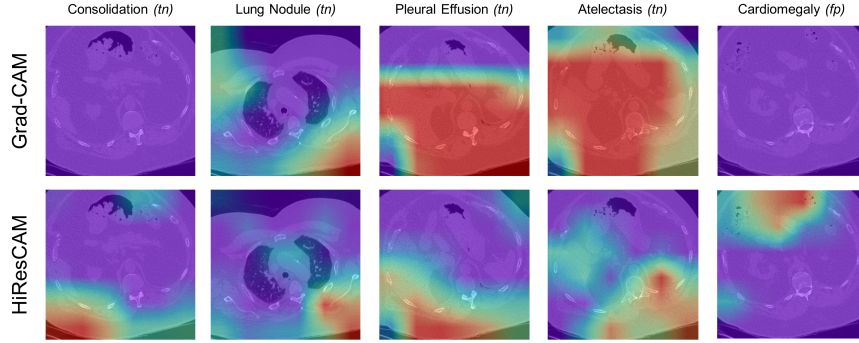 Consolidation (tn) Lung Nodule (tn) Pleural Effusion (tn) Atelectasis (tn) Cardiomegaly (fp)
Grad-CAM
HiResCAM